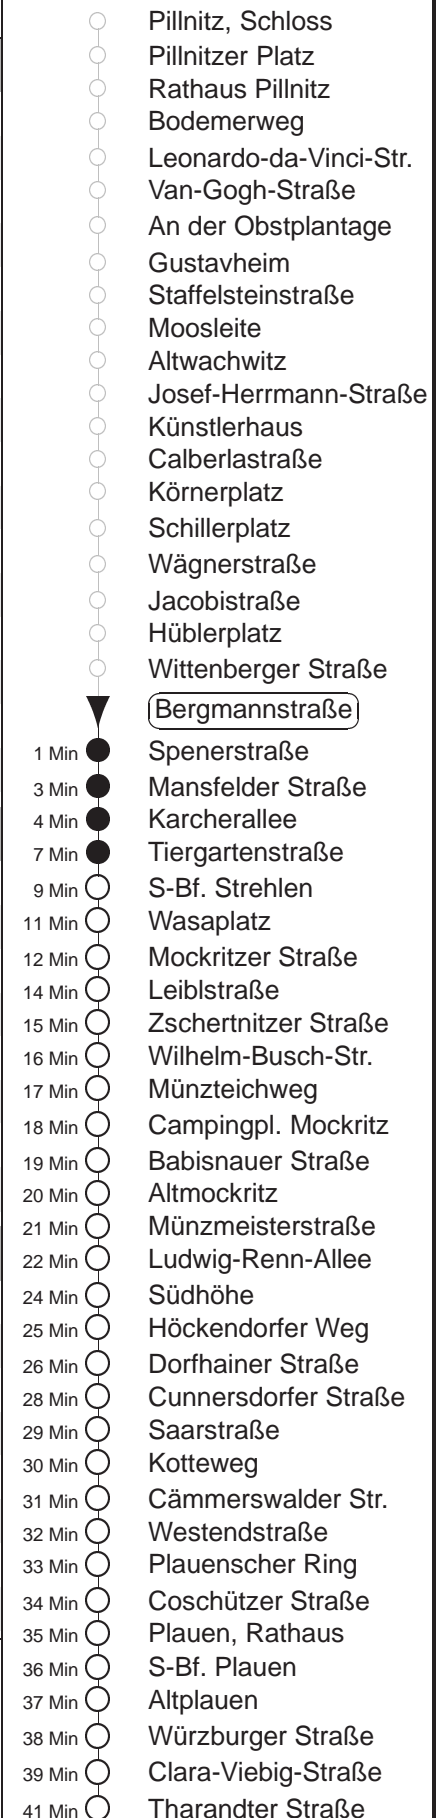 Pillnitz, Schloss
Pillnitzer Platz
Rathaus Pillnitz
Bodemerweg
Leonardo-da-Vinci-Str.
Van-Gogh-Straße
An der Obstplantage
Gustavheim
Staffelsteinstraße
Moosleite
Altwachwitz
Josef-Herrmann-Straße
Künstlerhaus
Calberlastraße
Körnerplatz
Schillerplatz
Wägnerstraße
Jacobistraße
Hüblerplatz
Wittenberger Straße
Bergmannstraße
1 Min Spenerstraße
3 Min Mansfelder Straße
4 Min Karcherallee
7 Min Tiergartenstraße
9 Min S-Bf. Strehlen
11 Min Wasaplatz
12 Min Mockritzer Straße
14 Min Leiblstraße
15 Min Zschertnitzer Straße
16 Min Wilhelm-Busch-Str.
17 Min Münzteichweg
18 Min Campingpl. Mockritz
19 Min Babisnauer Straße
20 Min Altmockritz
21 Min Münzmeisterstraße
22 Min Ludwig-Renn-Allee
24 Min Südhöhe
25 Min Höckendorfer Weg
26 Min Dorfhainer Straße
28 Min Cunnersdorfer Straße
29 Min Saarstraße
30 Min Kotteweg
31 Min Cämmerswalder Str.
32 Min Westendstraße
33 Min Plauenscher Ring
34 Min Coschützer Straße
35 Min Plauen, Rathaus
36 Min S-Bf. Plauen
37 Min Altplauen
38 Min Würzburger Straße
39 Min Clara-Viebig-Straße
41 Min Tharandter Straße